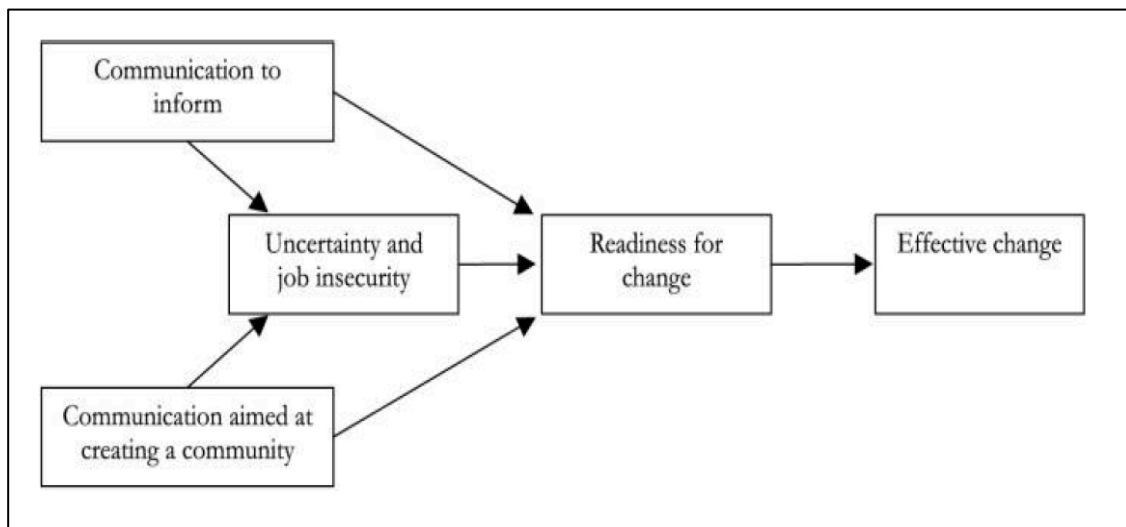 Communication to
inform
Uncertainty and
job insecurity
Readiness for
change
Effective change
Communication aimed at
creating a community